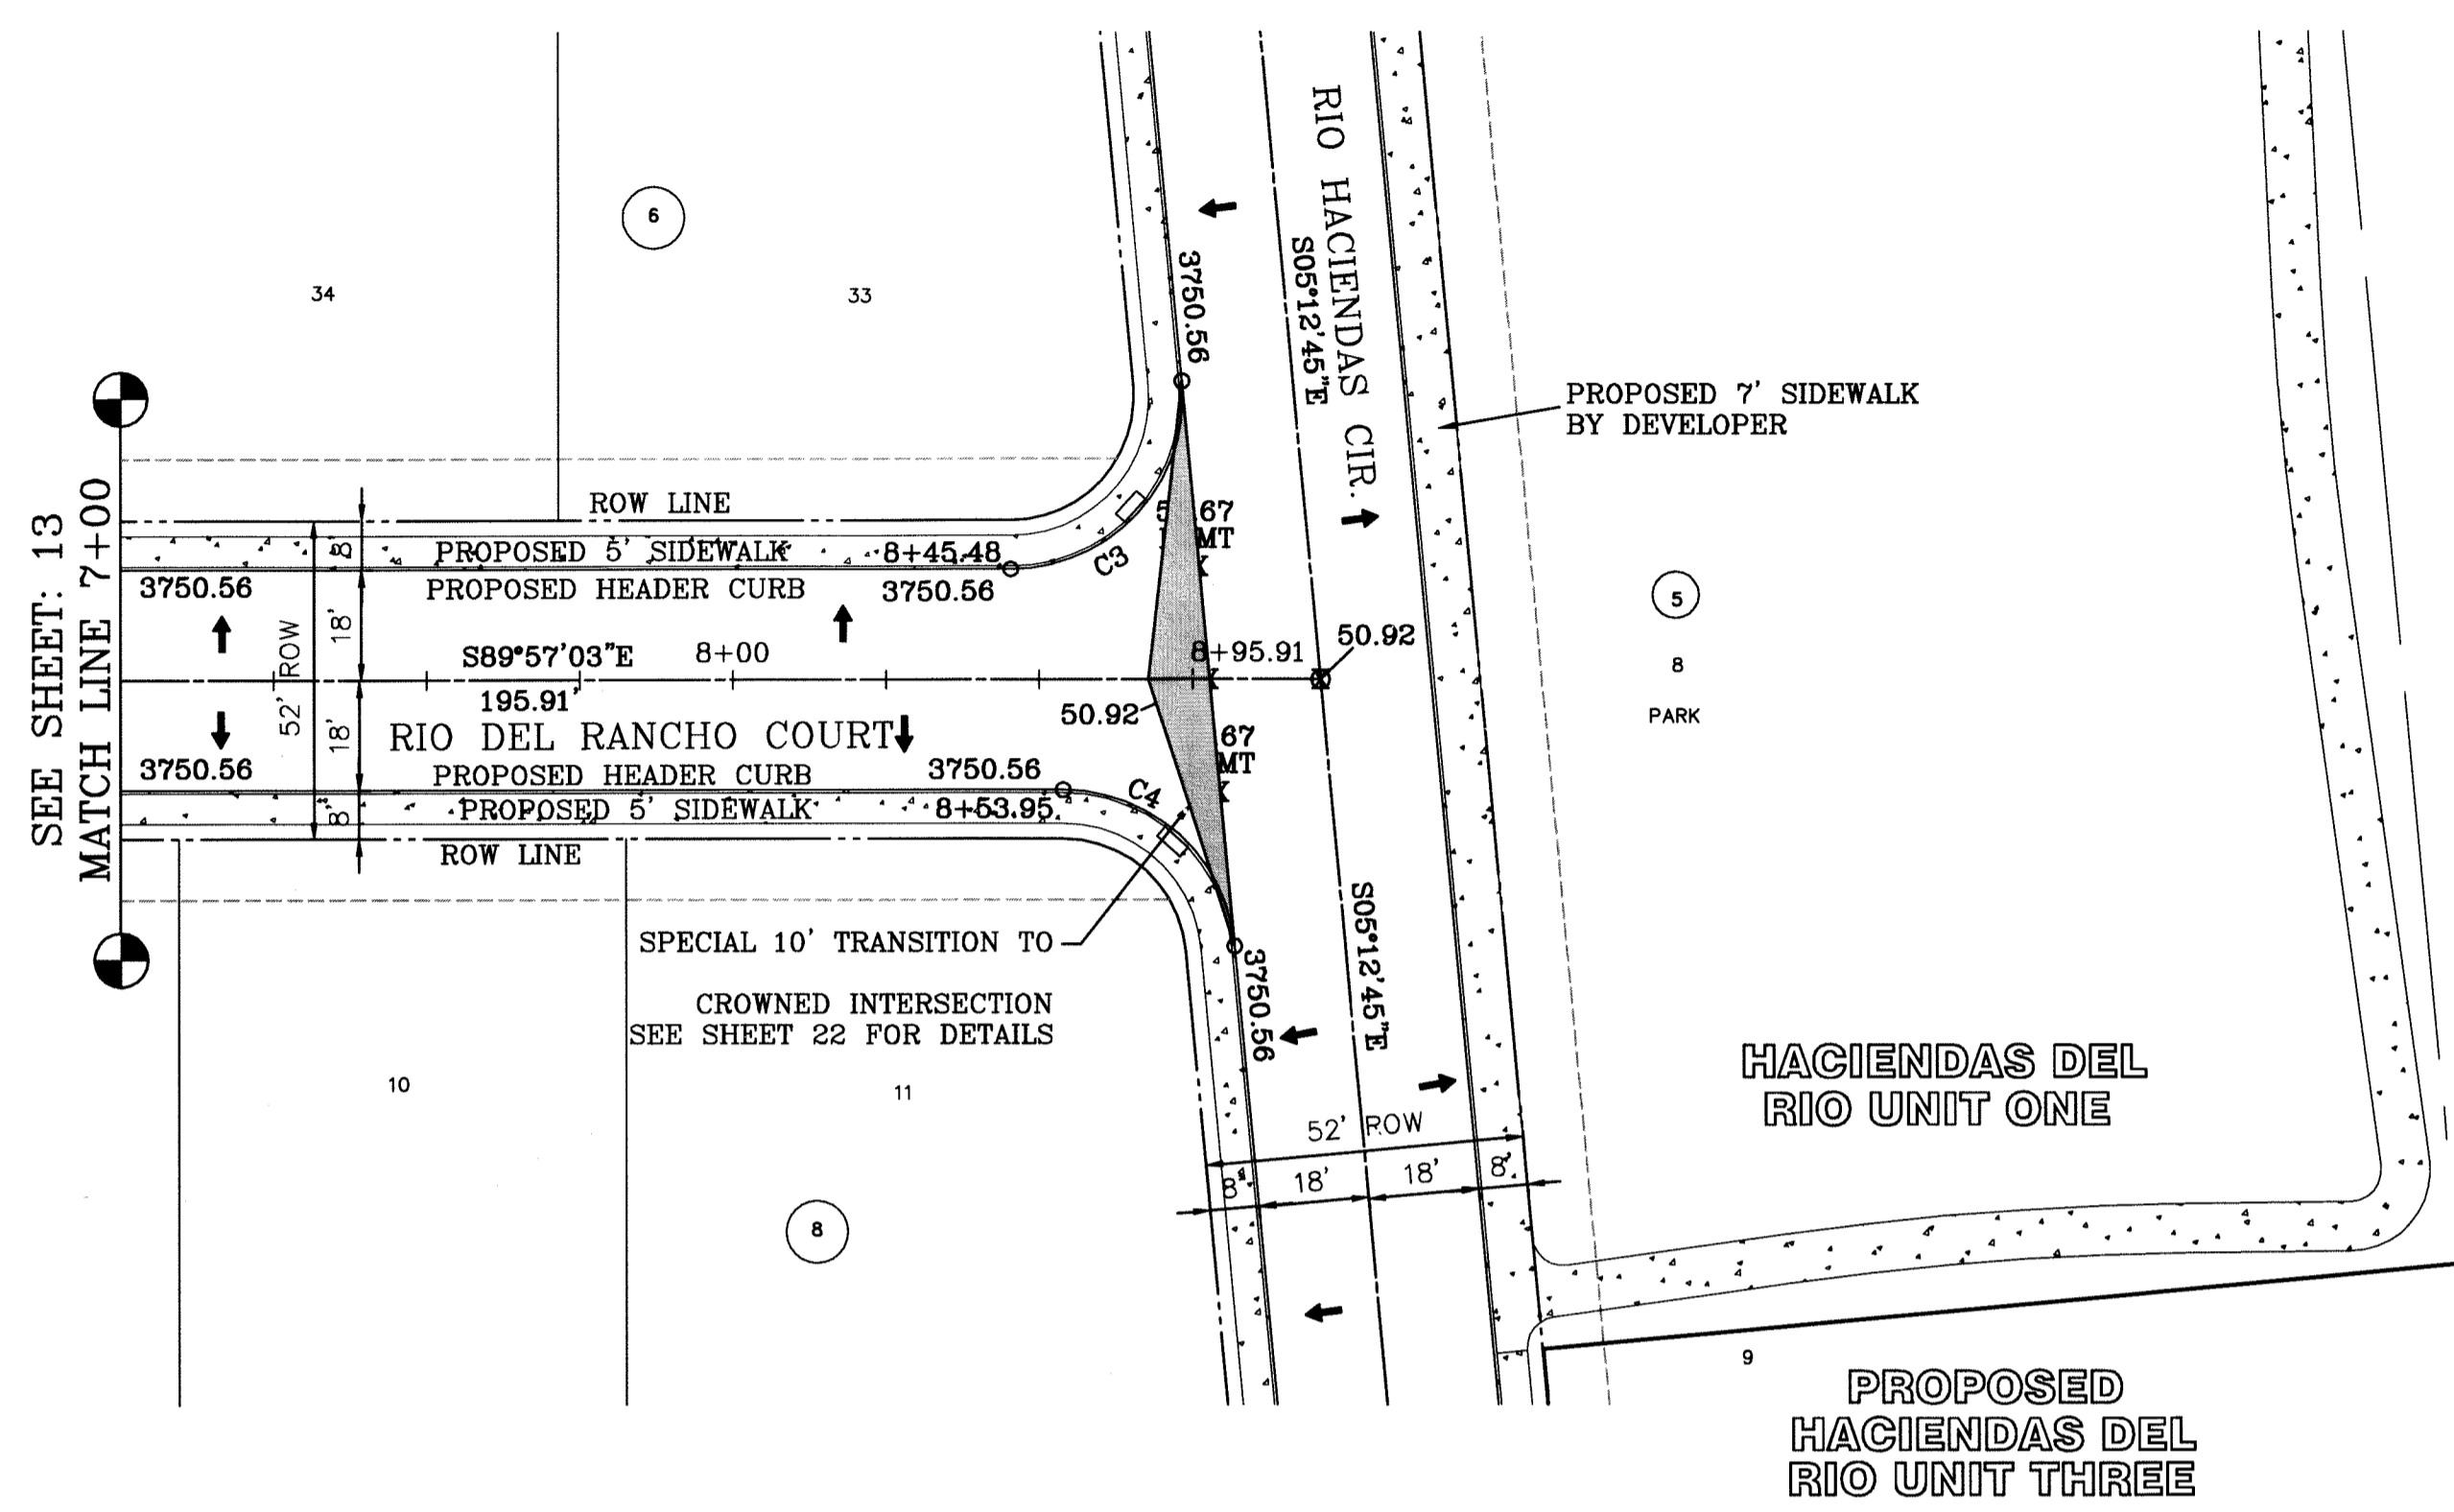 SEE SHEET: 13
MATCH LINE 7+00
34
6
33
ROW LINE
8'
PROPOSED 5' SIDEWALK
8+45.48
3750.56
PROPOSED HEADER CURB
3750.56
C3
52' ROW
18'
S89°57'03"E
8+00
8+95.91
50.92
195.91'
18'
RIO DEL RANCHO COURT
50.92
3750.56
PROPOSED HEADER CURB
3750.56
C4
8'
PROPOSED 5' SIDEWALK
8+53.95
ROW LINE
SPECIAL 10' TRANSITION TO
CROWNED INTERSECTION
SEE SHEET 22 FOR DETAILS
10
11
8
3750.56
RIO HACIENDAS CIR.
S05°12'45"E
67
MT
67
MT
3750.56
S05°12'45"E
52' ROW
8'
18'
18'
8'
PROPOSED 7' SIDEWALK
BY DEVELOPER
5
8
PARK
HACIENDAS DEL
RIO UNIT ONE
9
PROPOSED
HACIENDAS DEL
RIO UNIT THREE